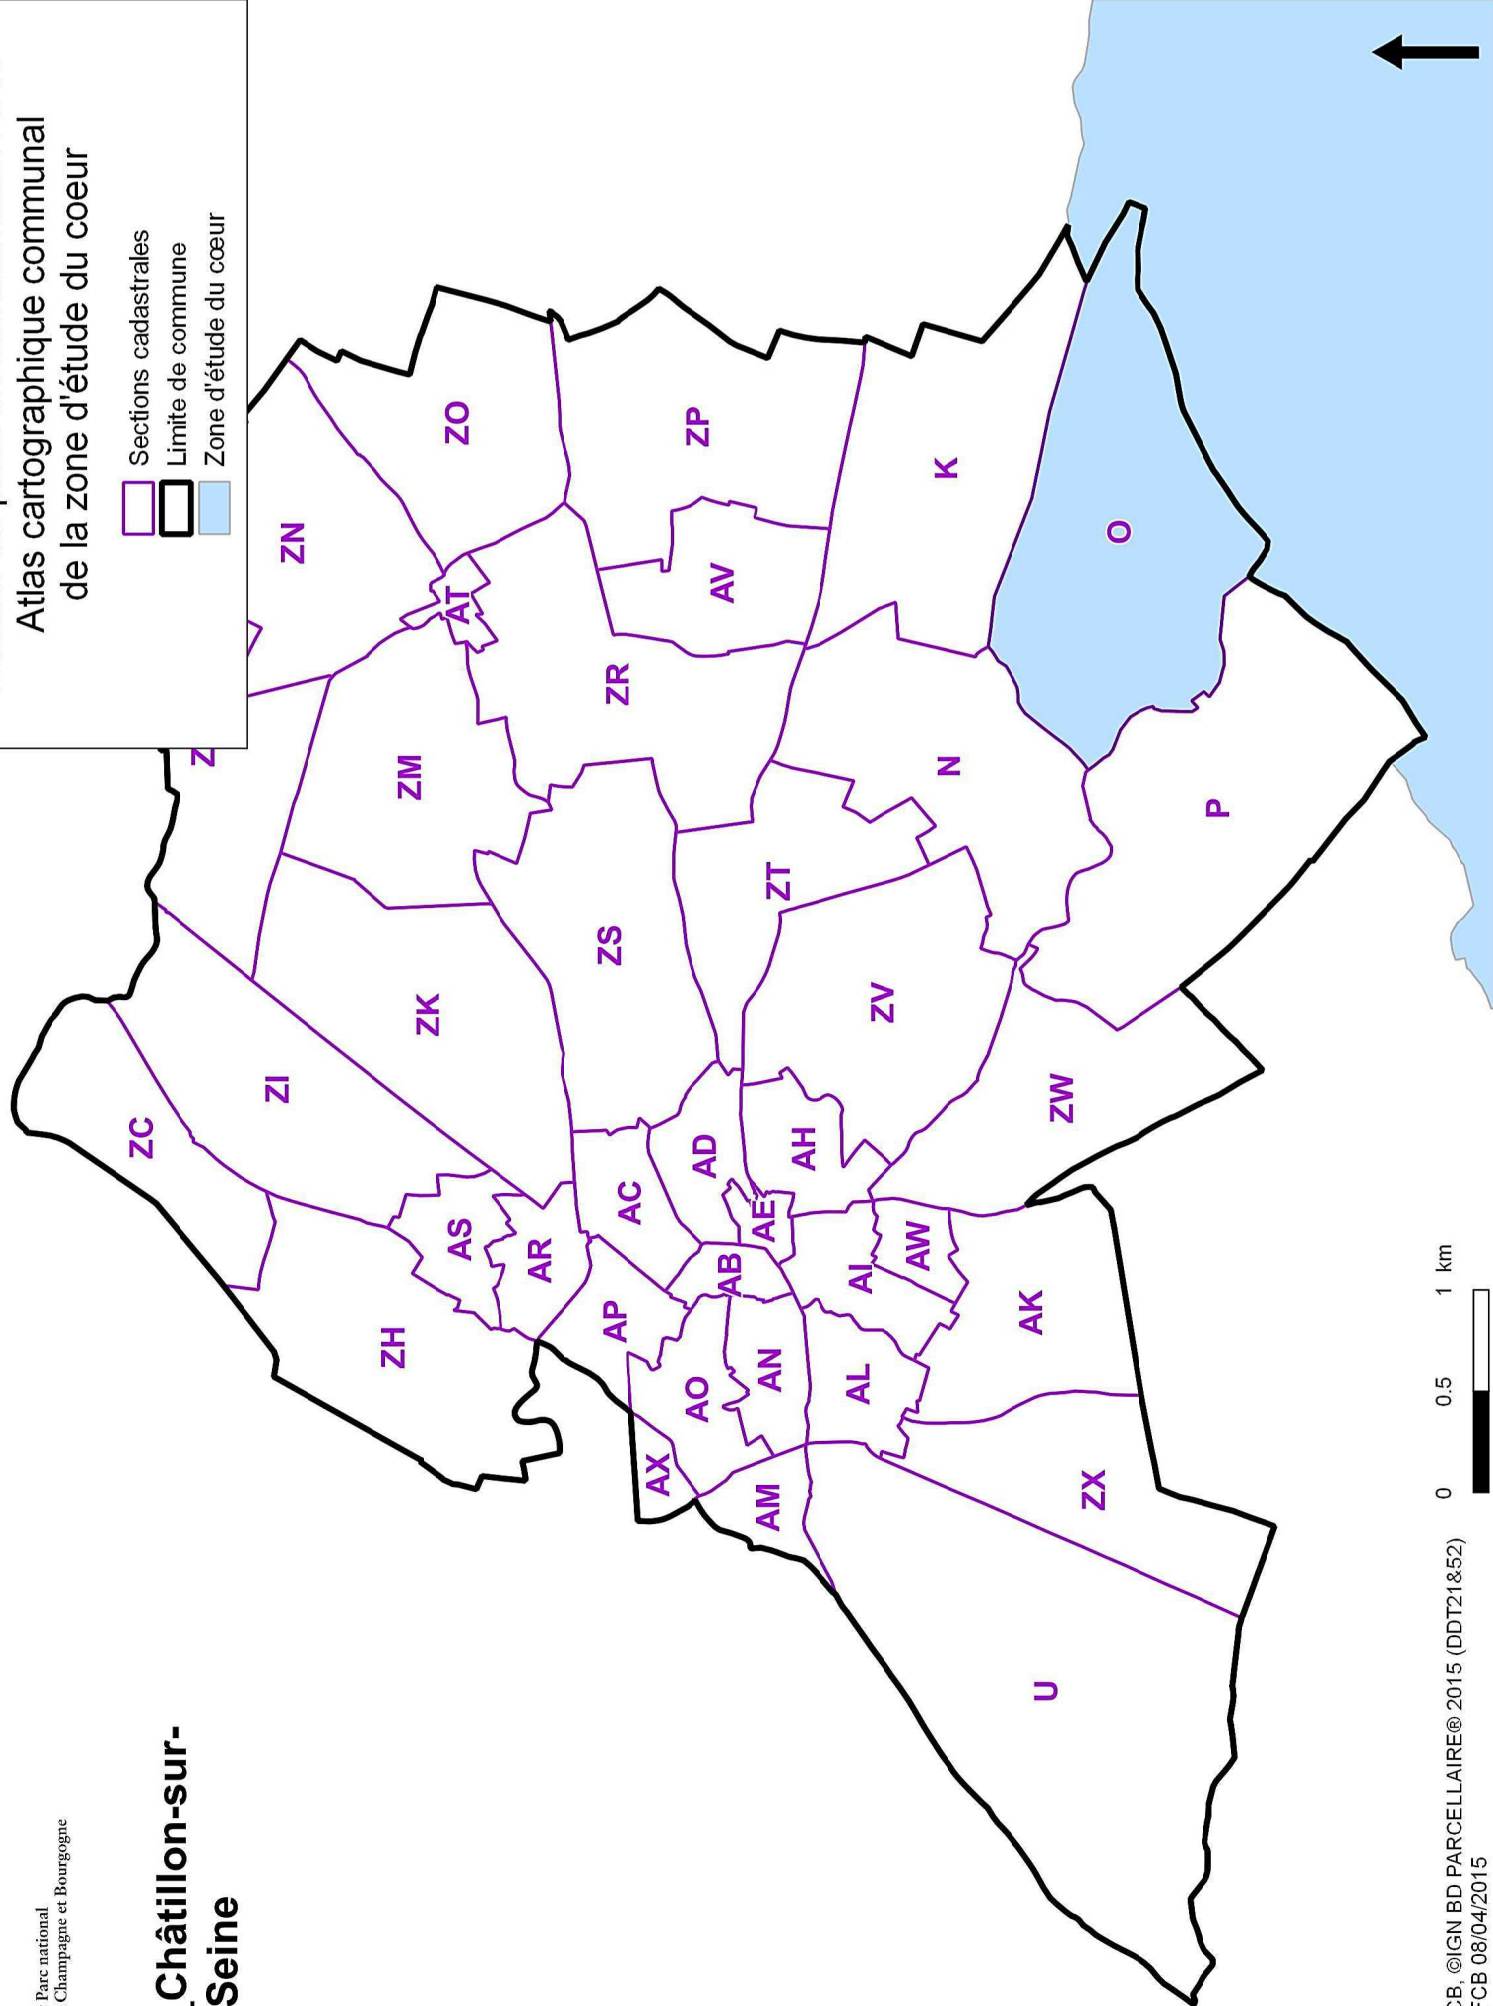 Parc national
Champagne et Bourgogne
Châtillon-sur-
Seine
Atlas cartographique communal
de la zone d'étude du coeur
Sections cadastrales
Limite de commune
Zone d'étude du cœur
ZN
ZO
ZP
AT
AV
K
O
ZR
ZM
N
P
ZT
ZS
ZK
ZV
ZI
ZC
ZW
AH
AD
AC
AE
AS
AR
AB
AI
AW
AP
AK
ZH
AO
AN
AL
AX
AM
ZX
U
0 0.5 1 km
CB, ©IGN BD PARCELLAIRE® 2015 (DDT21&52)
FCB 08/04/2015